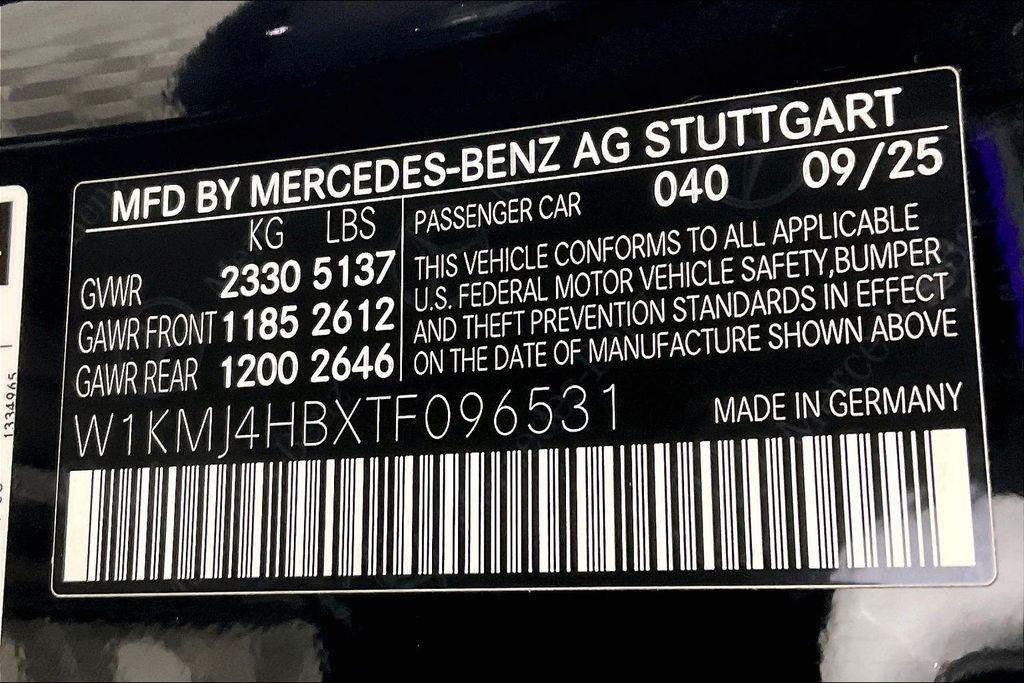 MFD BY MERCEDES-BENZ AG STUTTGART
KG LBS
GVWR 2330 5137
GAWR FRONT 1185 2612
GAWR REAR 1200 2646
PASSENGER CAR 040 09/25
THIS VEHICLE CONFORMS TO ALL APPLICABLE
U.S. FEDERAL MOTOR VEHICLE SAFETY,BUMPER
AND THEFT PREVENTION STANDARDS IN EFFECT
ON THE DATE OF MANUFACTURE SHOWN ABOVE
W1KMJ4HBXTF096531 MADE IN GERMANY
1334965